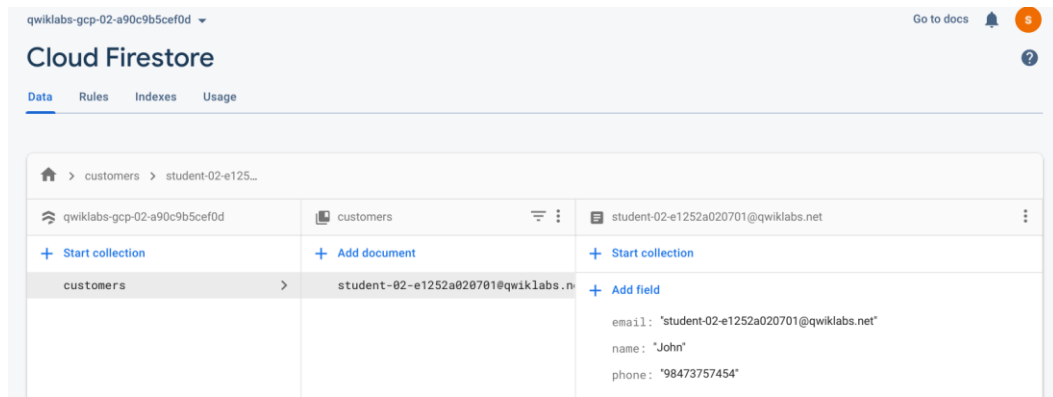 qwiklabs-gcp-02-a90c9b5cef0d
Go to docs
S
Cloud Firestore
?
Data Rules Indexes Usage
> customers > student-02-e125...
qwiklabs-gcp-02-a90c9b5cef0d
customers
student-02-e1252a020701@qwiklabs.net
+ Start collection
+ Add document
+ Start collection
customers >
student-02-e1252a020701@qwiklabs.n
+ Add field
email: "student-02-e1252a020701@qwiklabs.net"
name: "John"
phone: "98473757454"